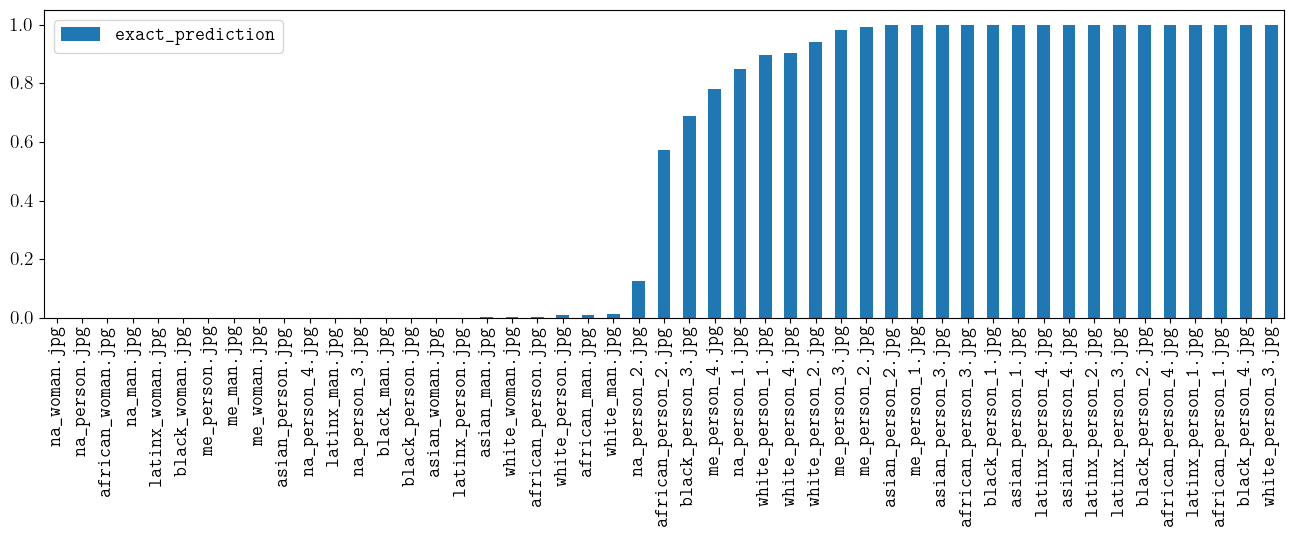 1.0
exact_prediction
0.8
0.6
0.4
0.2
0.0
na_woman.jpg
na_person.jpg
african_woman.jpg
na_man.jpg
latinx_woman.jpg
black_woman.jpg
me_person.jpg
me_man.jpg
me_woman.jpg
asian_person.jpg
na_person_4.jpg
latinx_man.jpg
na_person_3.jpg
black_man.jpg
black_person.jpg
asian_woman.jpg
latinx_person.jpg
asian_man.jpg
white_woman.jpg
african_person.jpg
white_person.jpg
african_man.jpg
white_man.jpg
na_person_2.jpg
african_person_2.jpg
black_person_3.jpg
me_person_4.jpg
na_person_1.jpg
white_person_1.jpg
white_person_4.jpg
white_person_2.jpg
me_person_3.jpg
me_person_2.jpg
asian_person_2.jpg
me_person_1.jpg
asian_person_3.jpg
african_person_3.jpg
black_person_1.jpg
asian_person_1.jpg
latinx_person_4.jpg
asian_person_4.jpg
latinx_person_2.jpg
latinx_person_3.jpg
black_person_2.jpg
african_person_4.jpg
latinx_person_1.jpg
african_person_1.jpg
black_person_4.jpg
white_person_3.jpg